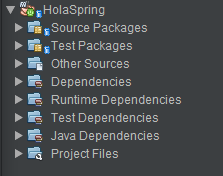 HolaSpring
Source Packages
Test Packages
Other Sources
Dependencies
Runtime Dependencies
Test Dependencies
Java Dependencies
Project Files